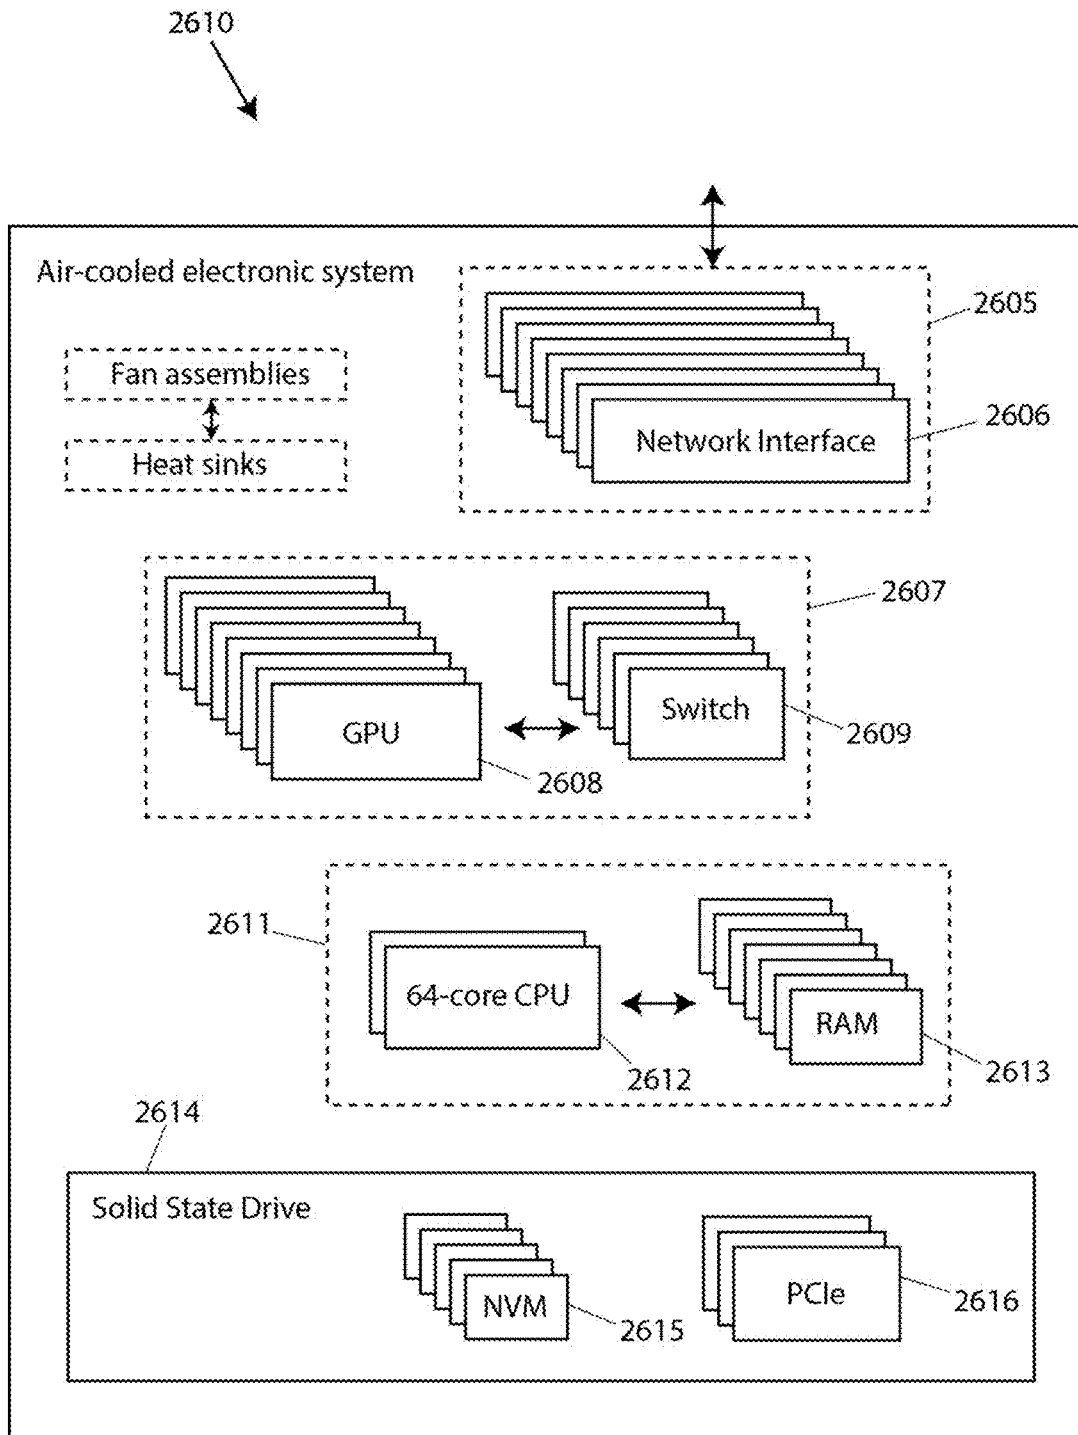 2610
Air-cooled electronic system
2605
Fan assemblies
Network Interface
2606
Heat sinks
2607
GPU
Switch
2609
2608
2611
64-core CPU
RAM
2612
2613
2614
Solid State Drive
NVM
PCIe
2616
2615